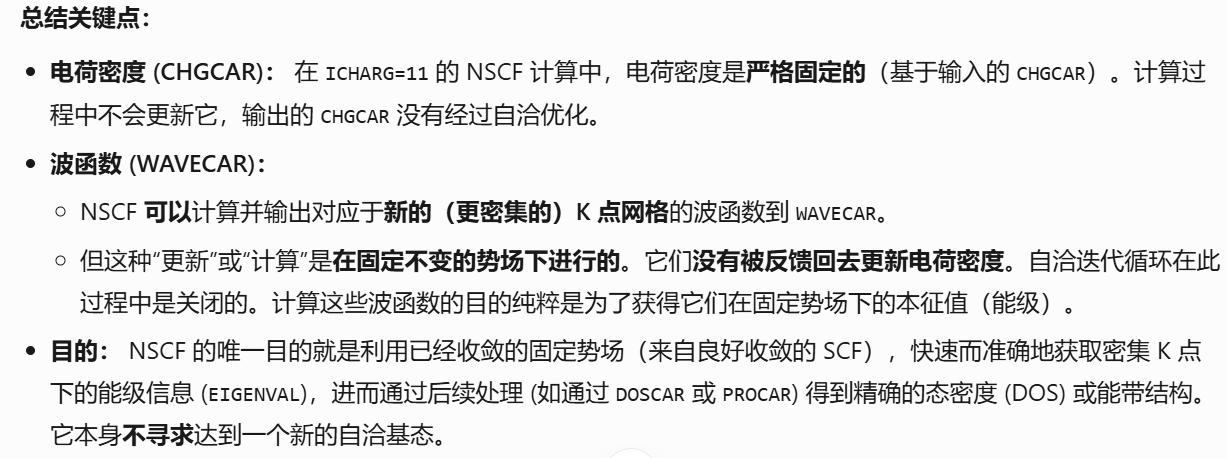 总结关键点：
• 电荷密度 (CHGCAR)： 在 ICHARG=11 的 NSCF 计算中，电荷密度是严格固定的（基于输入的 CHGCAR）。计算过
程中不会更新它，输出的 CHGCAR 没有经过自洽优化。
• 波函数 (WAVECAR)：
○ NSCF 可以计算并输出对应于新的（更密集的）K 点网格的波函数到 WAVECAR。
○ 但这种“更新”或“计算”是在固定不变的势场下进行的。它们没有被反馈回去更新电荷密度。自洽迭代循环在此
过程中是关闭的。计算这些波函数的目的纯粹是为了获得它们在固定势场下的本征值（能级）。
• 目的： NSCF 的唯一目的就是利用已经收敛的固定势场（来自良好收敛的 SCF），快速而准确地获取密集 K 点
下的能级信息 (EIGENVAL)，进而通过后续处理 (如通过 DOSCAR 或 PROCAR) 得到精确的态密度 (DOS) 或能带结构。
它本身不寻求达到一个新的自洽基态。